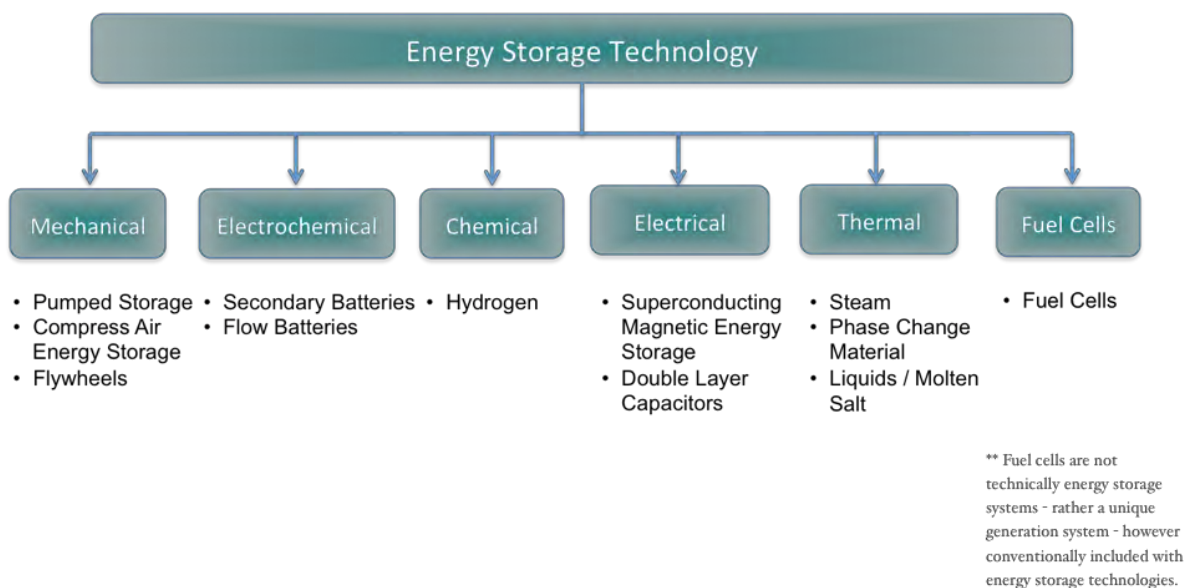 Energy Storage Technology
Mechanical
Electrochemical
Chemical
Electrical
Thermal
Fuel Cells
• Pumped Storage
• Compress Air
Energy Storage
• Flywheels
• Secondary Batteries
• Flow Batteries
• Hydrogen
• Superconducting
Magnetic Energy
Storage
• Double Layer
Capacitors
• Steam
• Phase Change
Material
• Liquids / Molten
Salt
• Fuel Cells
** Fuel cells are not
technically energy storage
systems - rather a unique
generation system - however
conventionally included with
energy storage technologies.